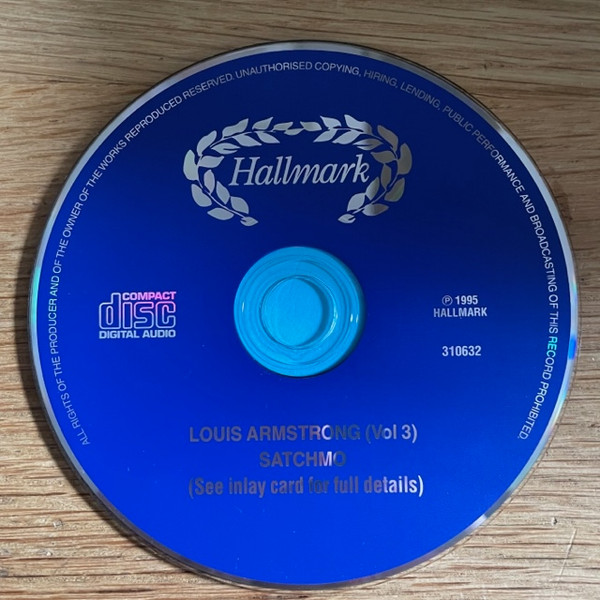 ALL RIGHTS OF THE PRODUCER AND OF THE OWNER OF THE WORKS REPRODUCED RESERVED. UNAUTHORISED COPYING, HIRING, LENDING, PUBLIC PERFORMANCE AND BROADCASTING OF THIS RECORD PROHIBITED.
Hallmark
COMPACT
disc
DIGITAL AUDIO
℗ 1995
HALLMARK
310632
LOUIS ARMSTRONG (Vol 3)
SATCHMO
(See inlay card for full details)